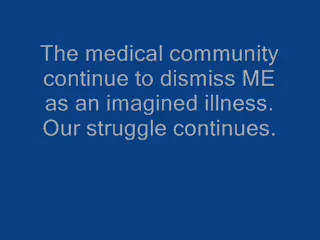 The medical community
continue to dismiss ME
as an imagined illness.
Our struggle continues.